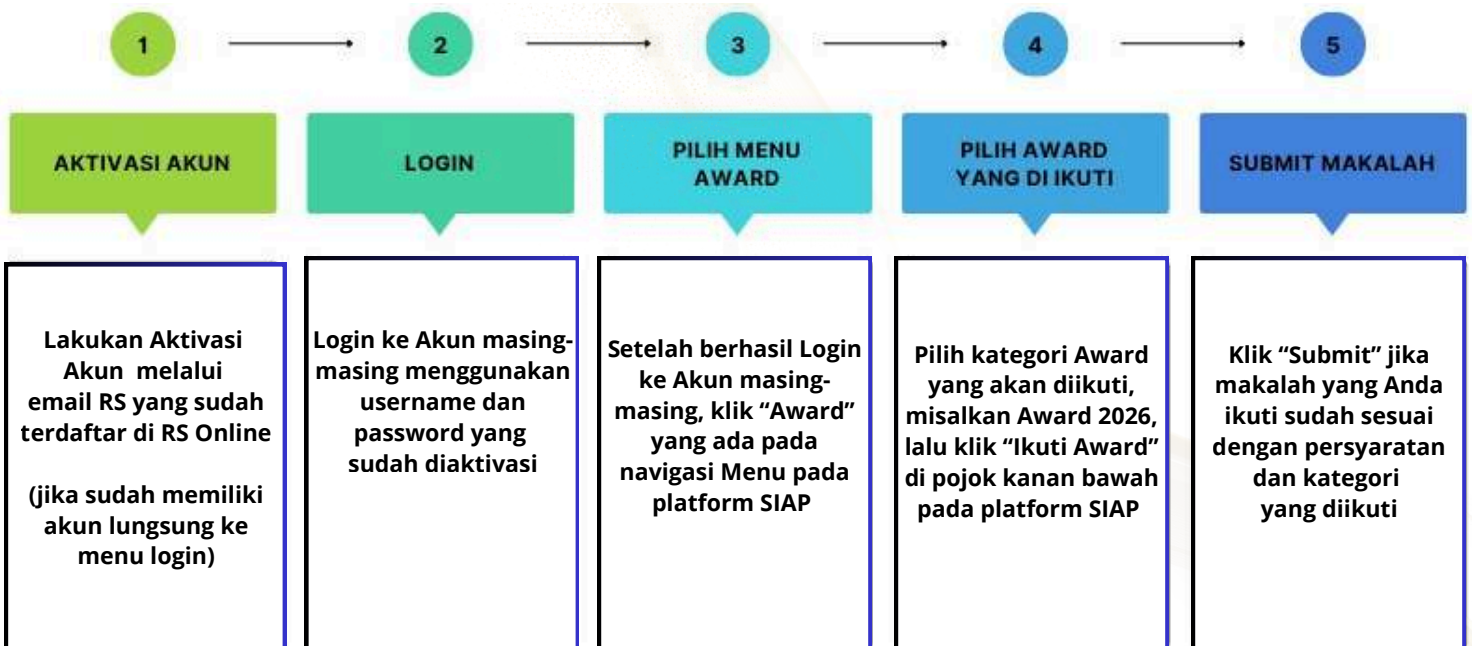 1
2
3
4
5
AKTIVASI AKUN
LOGIN
PILIH MENU
AWARD
PILIH AWARD
YANG DI IKUTI
SUBMIT MAKALAH
Lakukan Aktivasi
Akun melalui
email RS yang sudah
terdaftar di RS Online
(jika sudah memiliki
akun lungsung ke
menu login)
Login ke Akun masing-
masing menggunakan
username dan
password yang
sudah diaktivasi
Setelah berhasil Login
ke Akun masing-
masing, klik “Award”
yang ada pada
navigasi Menu pada
platform SIAP
Pilih kategori Award
yang akan diikuti,
misalkan Award 2026,
lalu klik “Ikuti Award”
di pojok kanan bawah
pada platform SIAP
Klik “Submit” jika
makalah yang Anda
ikuti sudah sesuai
dengan persyaratan
dan kategori
yang diikuti